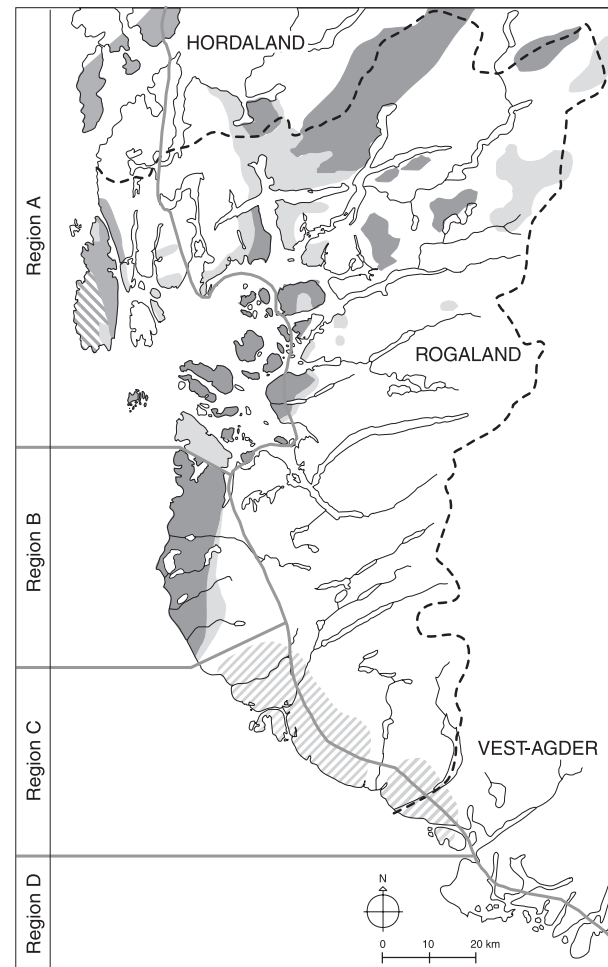 HORDALAND
Region A
ROGALAND
Region B
Region C
VEST-AGDER
Region D
N
0 10 20 km